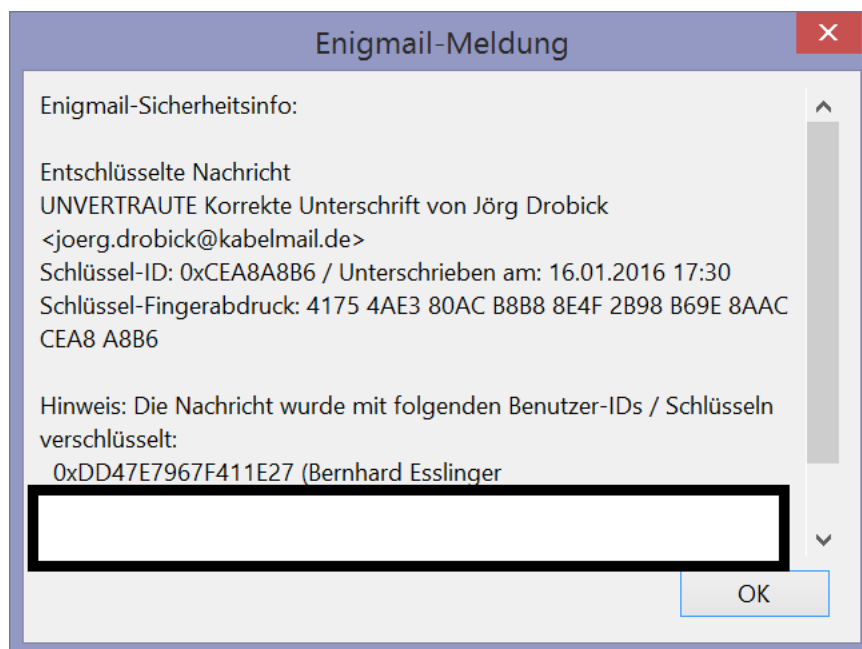 Enigmail-Meldung
Enigmail-Sicherheitsinfo:
Entschlüsselte Nachricht
UNVERTRAUTE Korrekte Unterschrift von Jörg Drobick
<joerg.drobick@kabelmail.de>
Schlüssel-ID: 0xCEA8A8B6 / Unterschrieben am: 16.01.2016 17:30
Schlüssel-Fingerabdruck: 4175 4AE3 80AC B8B8 8E4F 2B98 B69E 8AAC
CEA8 A8B6
Hinweis: Die Nachricht wurde mit folgenden Benutzer-IDs / Schlüsseln
verschlüsselt:
0xDD47E7967F411E27 (Bernhard Esslinger
OK